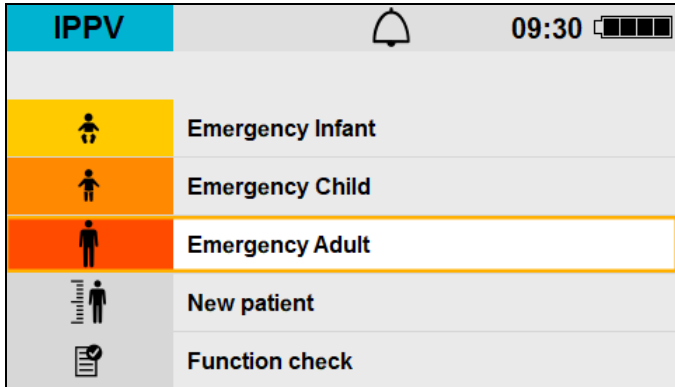 IPPV 09:30
Emergency Infant
Emergency Child
Emergency Adult
New patient
Function check